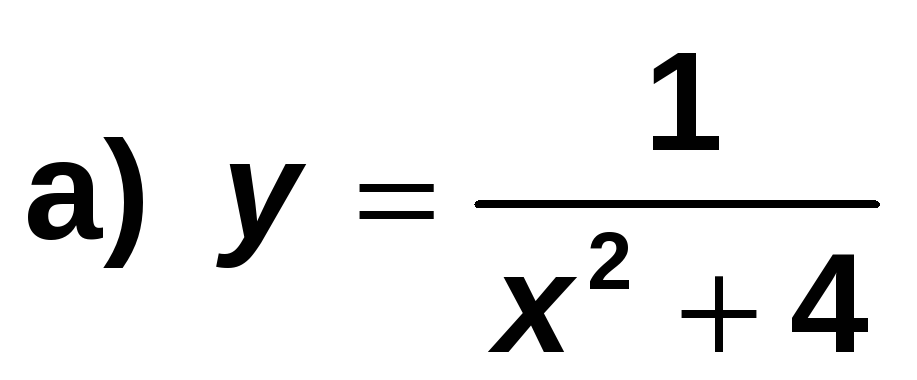 a) y = 1/(x² + 4)